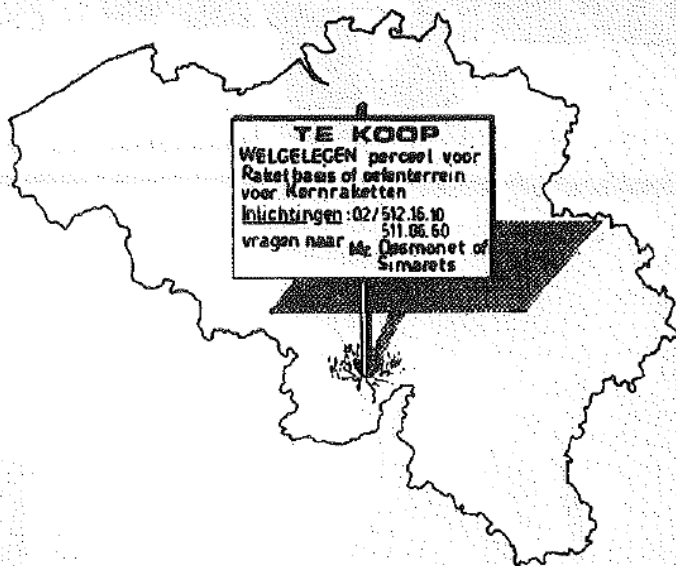 TE KOOP
WELGELEGEN perceel voor
Raketbasis of oefenterrein
voor Kernraketten
Inlichtingen: 02/512.16.10
511.06.60
vragen naar Mr Desmonet of
Simarets